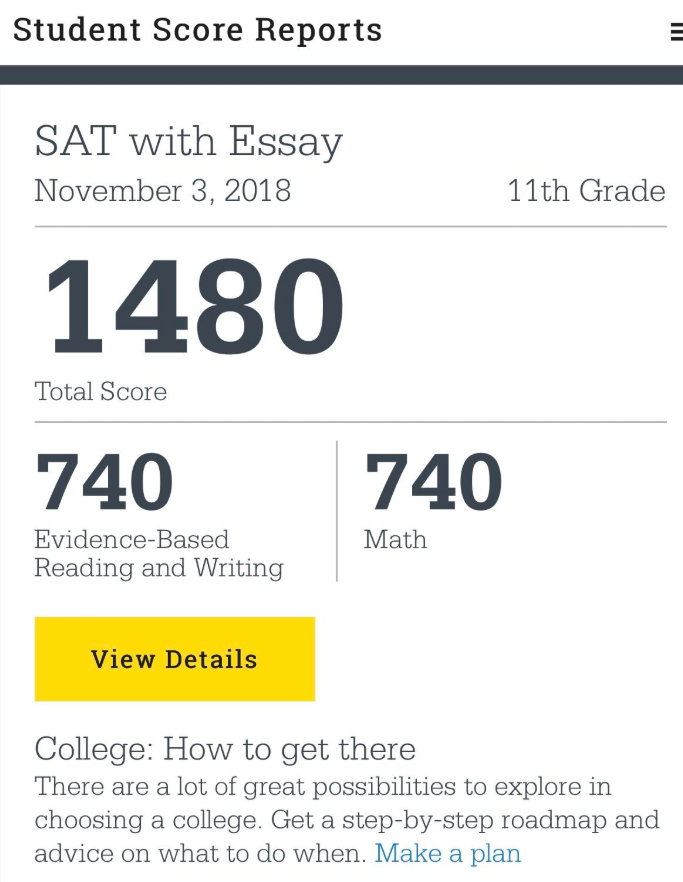 Student Score Reports
SAT with Essay
November 3, 2018 11th Grade
1480
Total Score
740
Evidence-Based
Reading and Writing
740
Math
View Details
College: How to get there
There are a lot of great possibilities to explore in
choosing a college. Get a step-by-step roadmap and
advice on what to do when. Make a plan